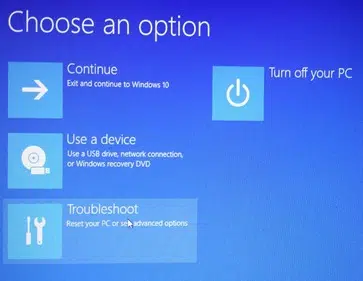 Choose an option
Continue
Exit and continue to Windows 10
Turn off your PC
Use a device
Use a USB drive, network connection,
or Windows recovery DVD
Troubleshoot
Reset your PC or see advanced options